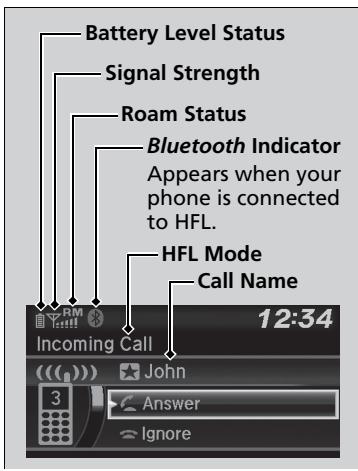 Battery Level Status
Signal Strength
Roam Status
Bluetooth Indicator
Appears when your
phone is connected
to HFL.
HFL Mode
Call Name
RM
12:34
Incoming Call
John
3
Answer
Ignore